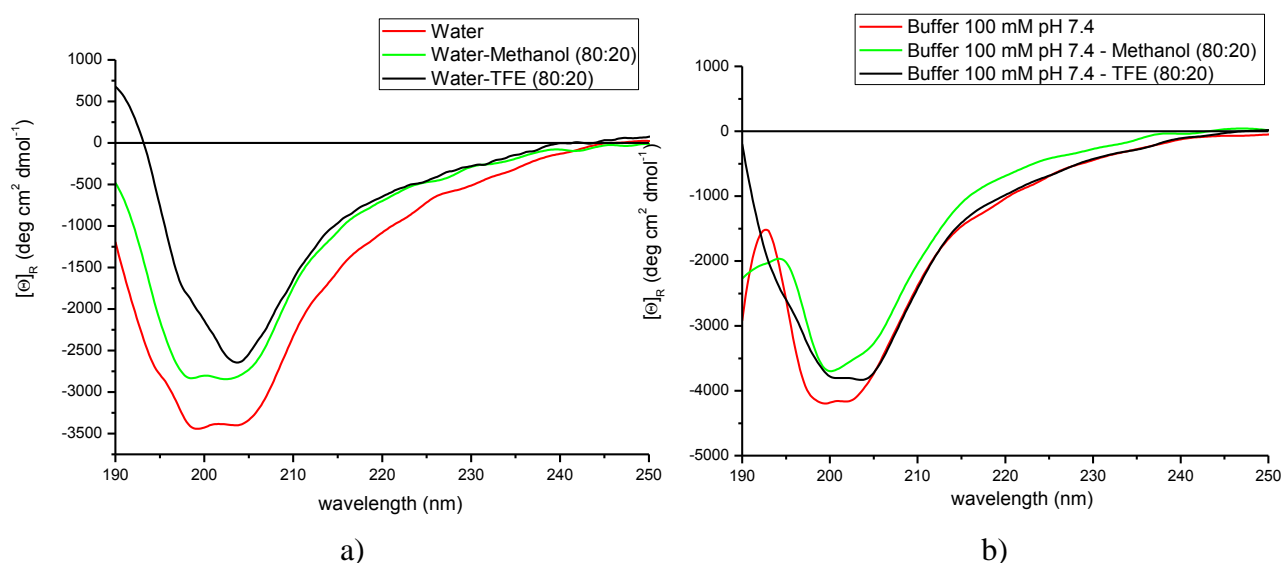 Water
Water-Methanol (80:20)
Water-TFE (80:20)
1000
500
0
-500
-1000
-1500
-2000
-2500
-3000
-3500
[Θ]R (deg cm2 dmol-1)
190 200 210 220 230 240 250
wavelength (nm)
a)
Buffer 100 mM pH 7.4
Buffer 100 mM pH 7.4 - Methanol (80:20)
Buffer 100 mM pH 7.4 - TFE (80:20)
1000
0
-1000
-2000
-3000
-4000
-5000
[Θ]R (deg cm2 dmol-1)
190 200 210 220 230 240 250
wavelength (nm)
b)